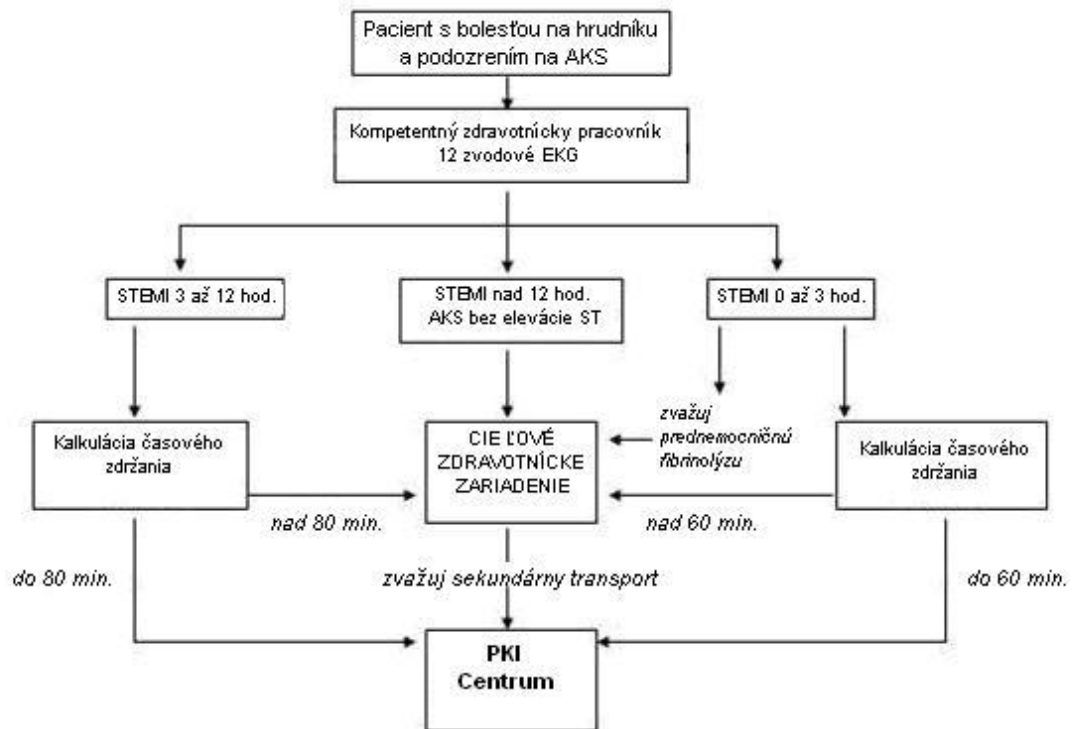 Pacient s bolesťou na hrudníku
a podozrením na AKS
Kompetentný zdravotnícky pracovník
12 zvodové EKG
STEMI 3 až 12 hod.
STEMI nad 12 hod.
AKS bez elevácie ST
STEMI 0 až 3 hod.
Kalkulácia časového
zdržania
CIEĽOVÉ
ZDRAVOTNÍCKE
ZARIADENIE
zvažuj
prednemocničnú
fibrinolýzu
Kalkulácia časového
zdržania
nad 80 min.
nad 60 min.
do 80 min.
zvažuj sekundárny transport
do 60 min.
PKI
Centrum